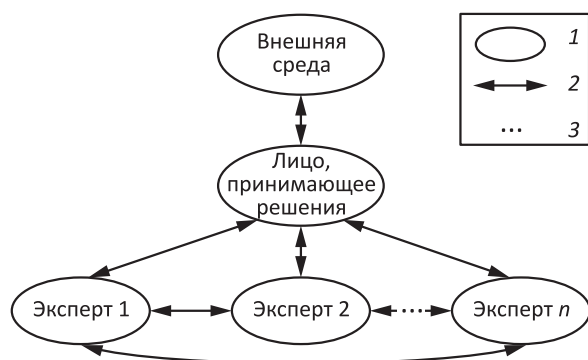 Внешняя
среда
1
2
... 3
Лицо,
принимающее
решения
Эксперт 1
Эксперт 2
...
Эксперт n